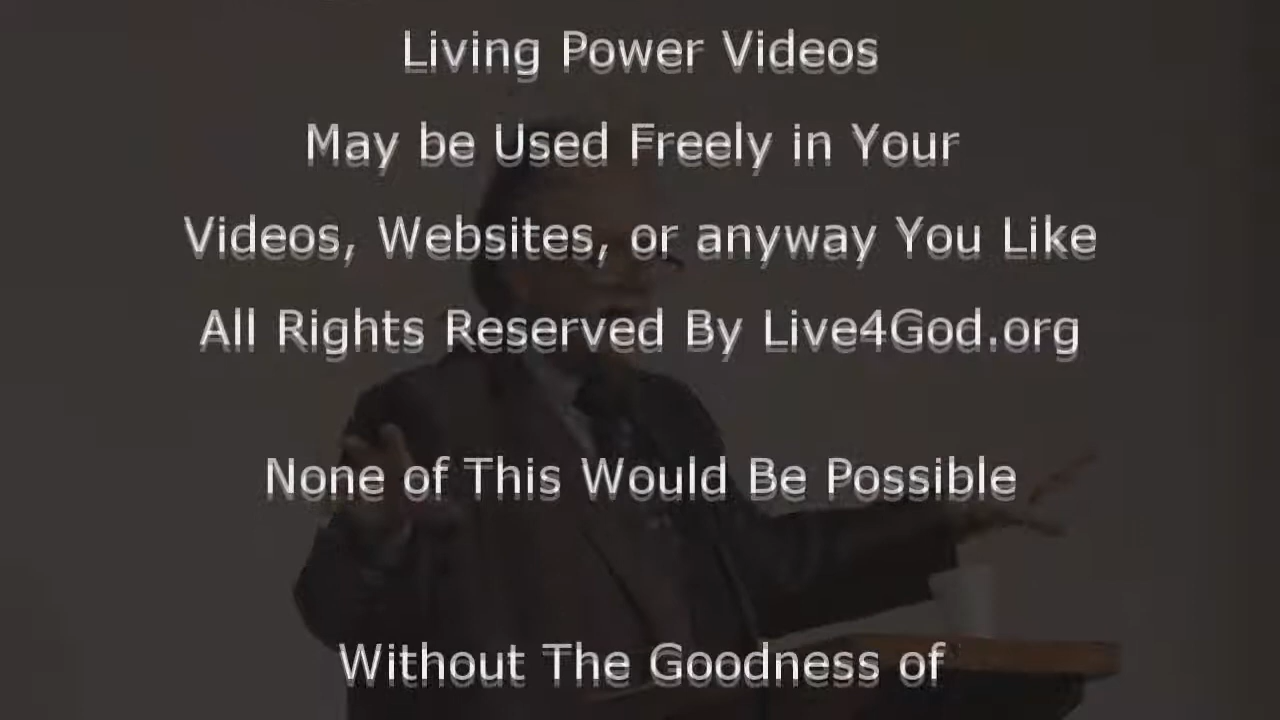 Living Power Videos
May be Used Freely in Your
Videos, Websites, or anyway You Like
All Rights Reserved By Live4God.org
None of This Would Be Possible
Without The Goodness of